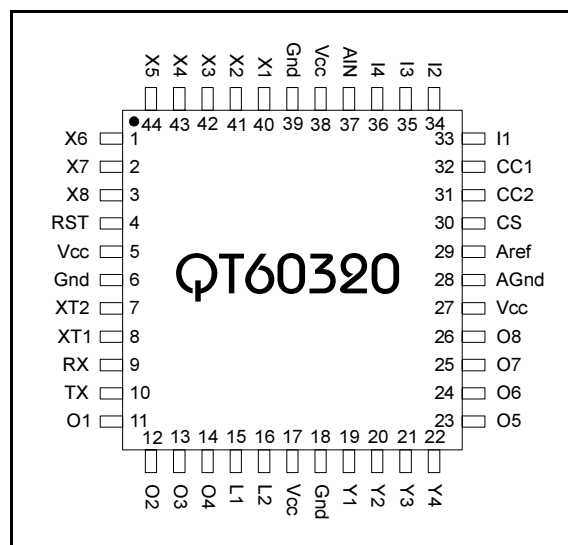 X5 X4 X3 X2 X1 Gnd Vcc AIN I4 I3 I2
44 43 42 41 40 39 38 37 36 35 34
X6 1 33 I1
X7 2 32 CC1
X8 3 31 CC2
RST 4 30 CS
Vcc 5 29 Aref
Gnd 6 28 AGnd
QT60320
XT2 7 27 Vcc
XT1 8 26 O8
RX 9 25 O7
TX 10 24 O6
O1 11 23 O5
12 13 14 15 16 17 18 19 20 21 22
O2 O3 O4 L1 L2 Vcc Gnd Y1 Y2 Y3 Y4